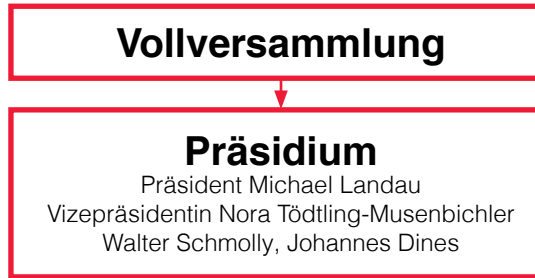 Vollversammlung
Präsidium
Präsident Michael Landau
Vizepräsidentin Nora Tödtling-Musenbichler
Walter Schmolly, Johannes Dines